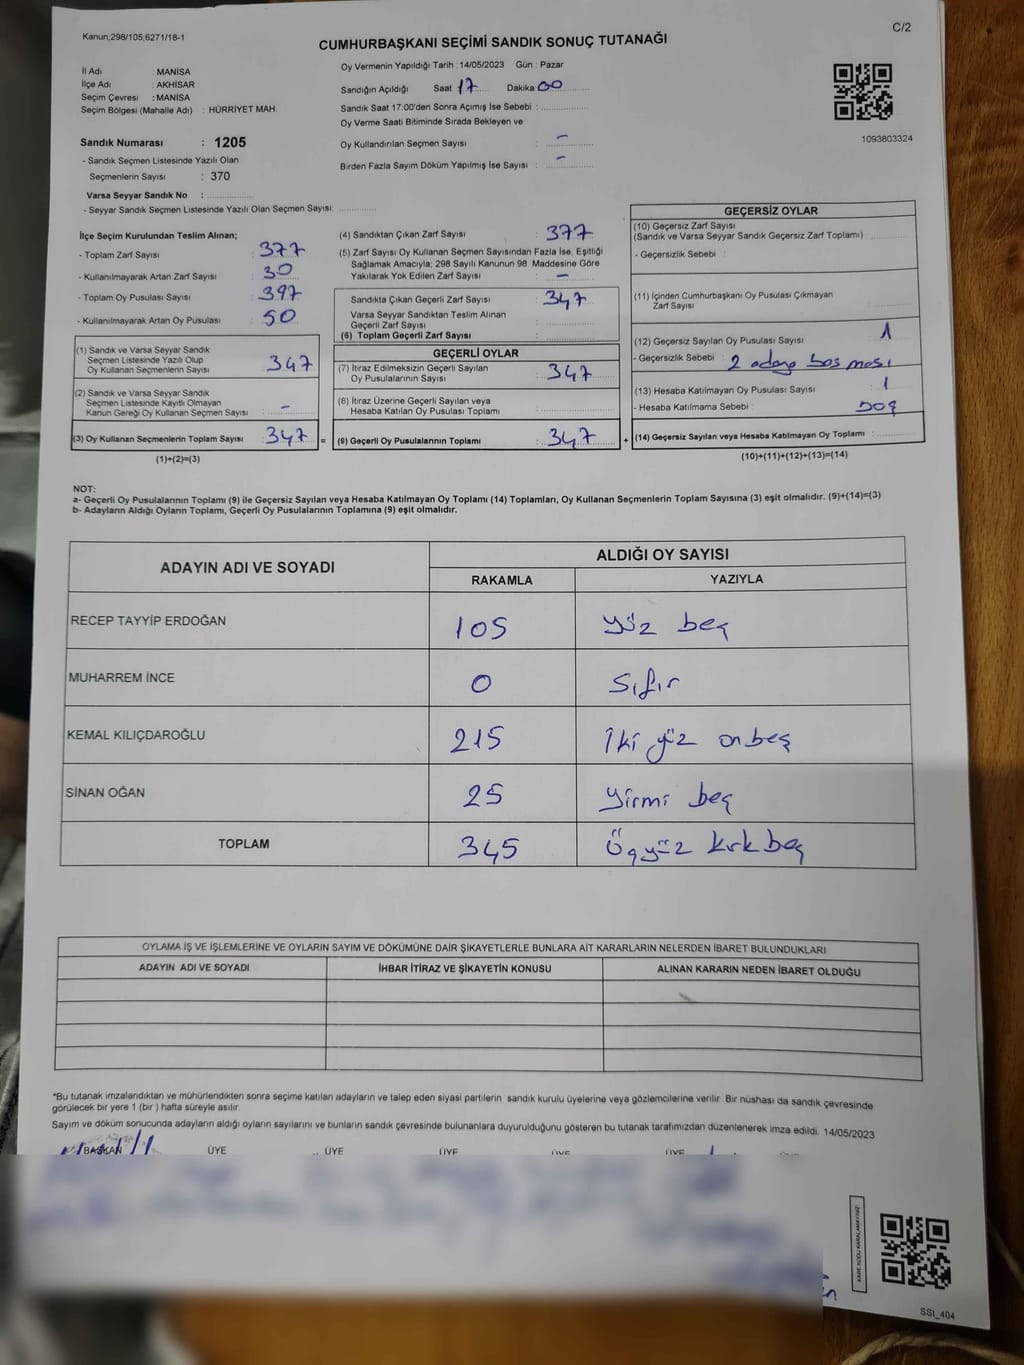 Kanun;298/105;6271/18-1
C/2
CUMHURBAŞKANI SEÇİMİ SANDIK SONUÇ TUTANAĞI
İl Adı : MANİSA
İlçe Adı : AKHİSAR
Seçim Çevresi : MANİSA
Seçim Bölgesi (Mahalle Adı) : HÜRRİYET MAH.
Sandık Numarası : 1205
- Sandık Seçmen Listesinde Yazılı Olan
Seçmenlerin Sayısı : 370
Varsa Seyyar Sandık No :
- Seyyar Sandık Seçmen Listesinde Yazılı Olan Seçmen Sayısı:
Oy Vermenin Yapıldığı Tarih :14/05/2023 Gün : Pazar
Sandığın Açıldığı Saat 17 Dakika 00
Sandık Saat 17:00'den Sonra Açımış İse Sebebi :
Oy Verme Saati Bitiminde Sırada Bekleyen ve
Oy Kullandırılan Seçmen Sayısı : -
Birden Fazla Sayım Döküm Yapılmış İse Sayısı : -
1093803324
İlçe Seçim Kurulundan Teslim Alınan;
- Toplam Zarf Sayısı : 377
- Kullanılmayarak Artan Zarf Sayısı : 30
- Toplam Oy Pusulası Sayısı : 397
- Kullanılmayarak Artan Oy Pusulası : 50
(1) Sandık ve Varsa Seyyar Sandık
Seçmen Listesinde Yazılı Olup
Oy Kullanan Seçmenlerin Sayısı : 347
(2) Sandık ve Varsa Seyyar Sandık
Seçmen Listesinde Kayıtlı Olmayan
Kanun Gereği Oy Kullanan Seçmen Sayısı : -
(3) Oy Kullanan Seçmenlerin Toplam Sayısı : 347 =
(1)+(2)=(3)
(4) Sandıktan Çıkan Zarf Sayısı : 377
(5) Zarf Sayısı Oy Kullanan Seçmen Sayısından Fazla İse, Eşitliği
Sağlamak Amacıyla; 298 Sayılı Kanunun 98. Maddesine Göre
Yakılarak Yok Edilen Zarf Sayısı : -
Sandıkta Çıkan Geçerli Zarf Sayısı : 347
Varsa Seyyar Sandıktan Teslim Alınan
Geçerli Zarf Sayısı :
(6) Toplam Geçerli Zarf Sayısı :
GEÇERLİ OYLAR
(7) İtiraz Edilmeksizin Geçerli Sayılan
Oy Pusulalarının Sayısı : 347
(8) İtiraz Üzerine Geçerli Sayılan veya
Hesaba Katılan Oy Pusulası Toplamı :
(9) Geçerli Oy Pusulalarının Toplamı : 347 +
GEÇERSİZ OYLAR
(10) Geçersiz Zarf Sayısı
(Sandık ve Varsa Seyyar Sandık Geçersiz Zarf Toplamı)
- Geçersizlik Sebebi :
(11) İçinden Cumhurbaşkanı Oy Pusulası Çıkmayan
Zarf Sayısı :
(12) Geçersiz Sayılan Oy Pusulası Sayısı : 1
- Geçersizlik Sebebi : 2 adaya basması
(13) Hesaba Katılmayan Oy Pusulası Sayısı : 1
- Hesaba Katılmama Sebebi : boş
(14) Geçersiz Sayılan veya Hesaba Katılmayan Oy Toplamı :
(10)+(11)+(12)+(13)=(14)
NOT:
a- Geçerli Oy Pusulalarının Toplamı (9) ile Geçersiz Sayılan veya Hesaba Katılmayan Oy Toplamı (14) Toplamları, Oy Kullanan Seçmenlerin Toplam Sayısına (3) eşit olmalıdır. (9)+(14)=(3)
b- Adayların Aldığı Oyların Toplamı, Geçerli Oy Pusulalarının Toplamına (9) eşit olmalıdır.
ADAYIN ADI VE SOYADI
ALDIĞI OY SAYISI
RAKAMLA YAZIYLA
RECEP TAYYİP ERDOĞAN 105 yüz beş
MUHARREM İNCE 0 sıfır
KEMAL KILIÇDAROĞLU 215 İki yüz onbeş
SİNAN OĞAN 25 yirmi beş
TOPLAM 345 Üçyüz kırkbeş
OYLAMA İŞ VE İŞLEMLERİNE VE OYLARIN SAYIM VE DÖKÜMÜNE DAİR ŞİKAYETLERLE BUNLARA AİT KARARLARIN NELERDEN İBARET BULUNDUKLARI
ADAYIN ADI VE SOYADI
İHBAR İTİRAZ VE ŞİKAYETİN KONUSU
ALINAN KARARIN NEDEN İBARET OLDUĞU
*Bu tutanak imzalandıktan ve mühürlendikten sonra seçime katılan adayların ve talep eden siyasi partilerin sandık kurulu üyelerine veya gözlemcilerine verilir. Bir nüshası da sandık çevresinde
görülecek bir yere 1 (bir ) hafta süreyle asılır.
Sayım ve döküm sonucunda adayların aldığı oyların sayılarını ve bunların sandık çevresinde bulunanlara duyurulduğunu gösteren bu tutanak tarafımızdan düzenlenerek imza edildi. 14/05/2023
BAŞKAN ÜYE ÜYE ÜYE ÜYE ÜYE
KARE KODU KARALAMAYINIZ!
SSI_404